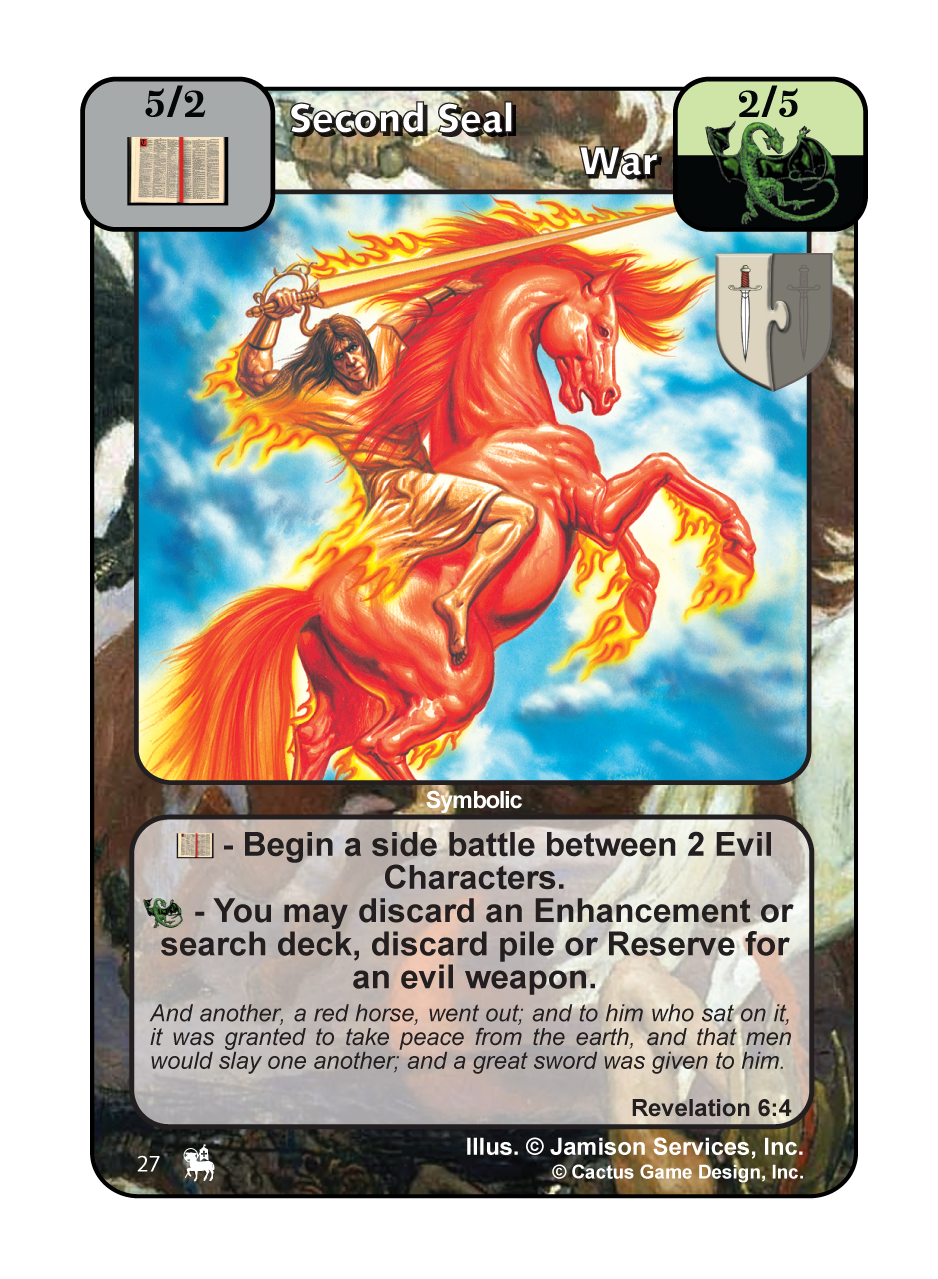 5/2
Second Seal
War
2/5
Symbolic
- Begin a side battle between 2 Evil
Characters.
- You may discard an Enhancement or
search deck, discard pile or Reserve for
an evil weapon.
And another, a red horse, went out; and to him who sat on it,
it was granted to take peace from the earth, and that men
would slay one another; and a great sword was given to him.
Revelation 6:4
27
Illus. © Jamison Services, Inc.
© Cactus Game Design, Inc.